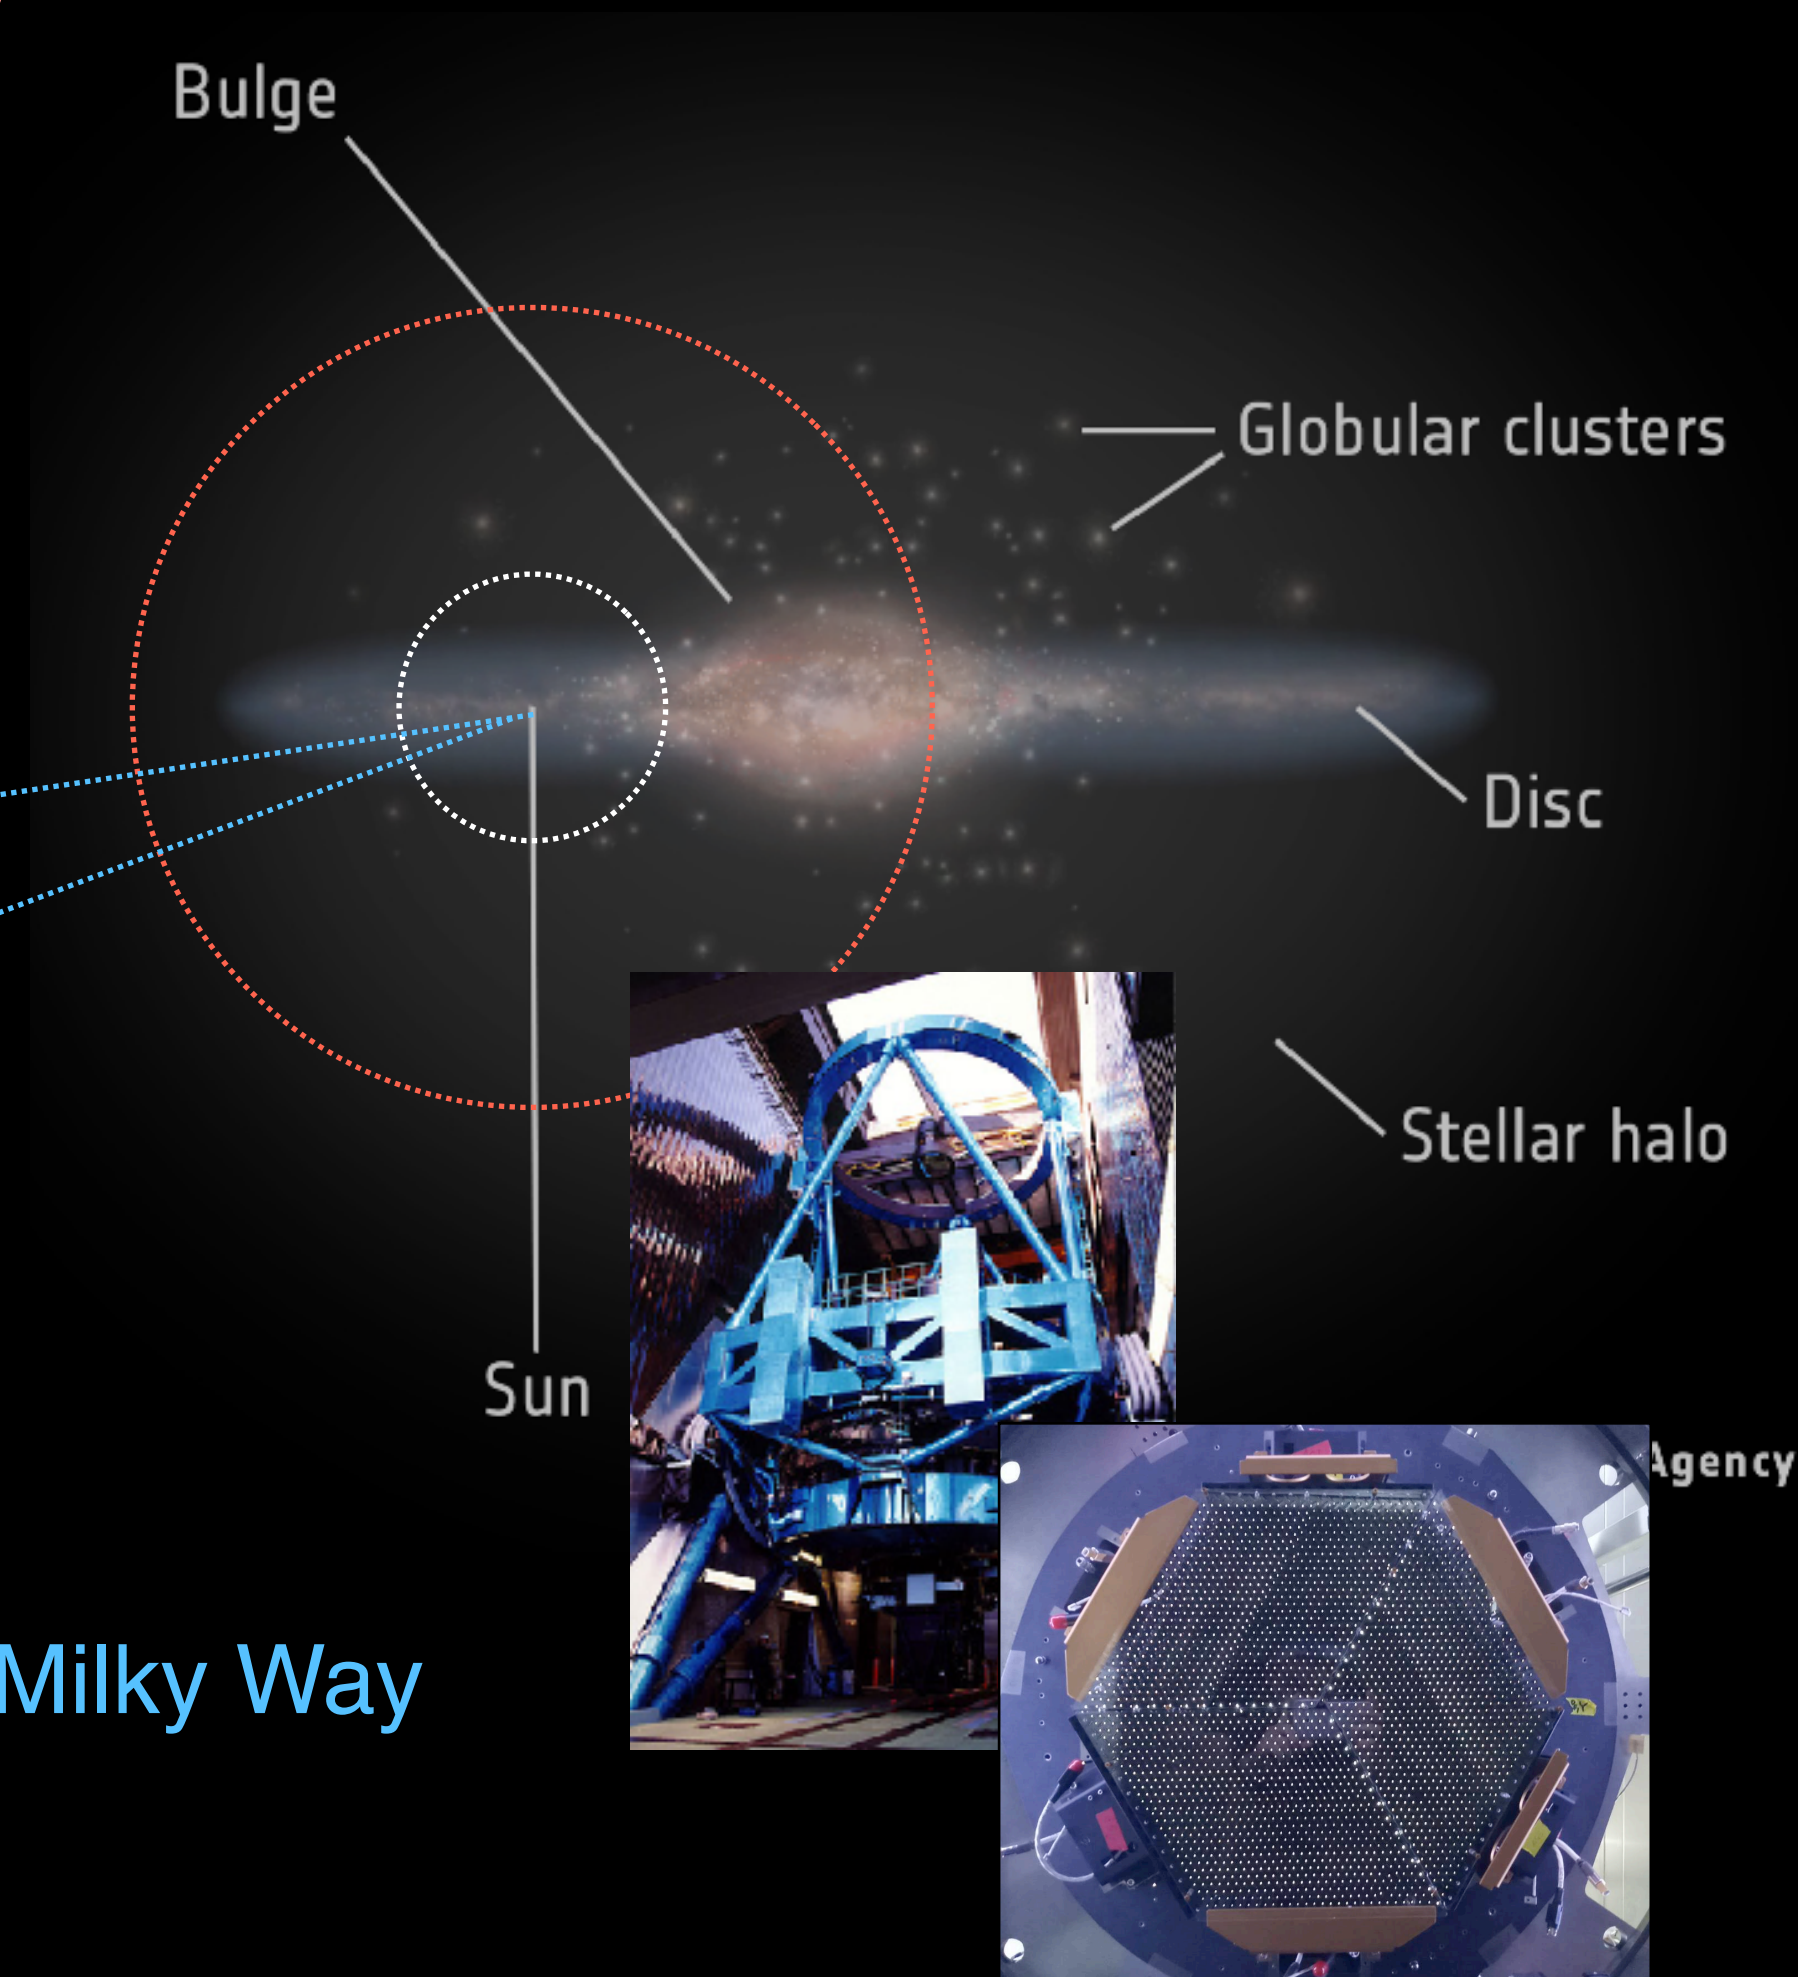 Bulge
Globular clusters
Disc
Stellar halo
Sun
Agency
Milky Way